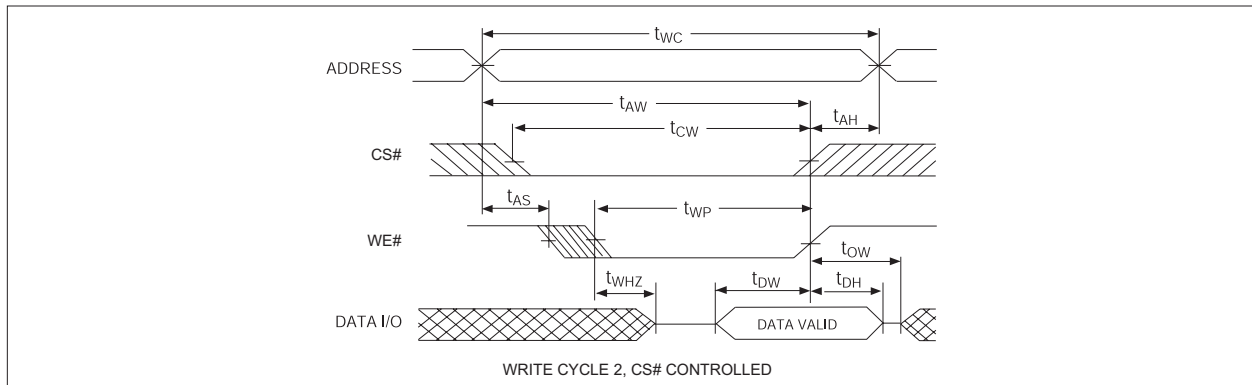 tWC
ADDRESS
tAW
tCW
tAH
CS#
tAS
tWP
WE#
tOW
tWHZ
tDW
tDH
DATA I/O
DATA VALID
WRITE CYCLE 2, CS# CONTROLLED